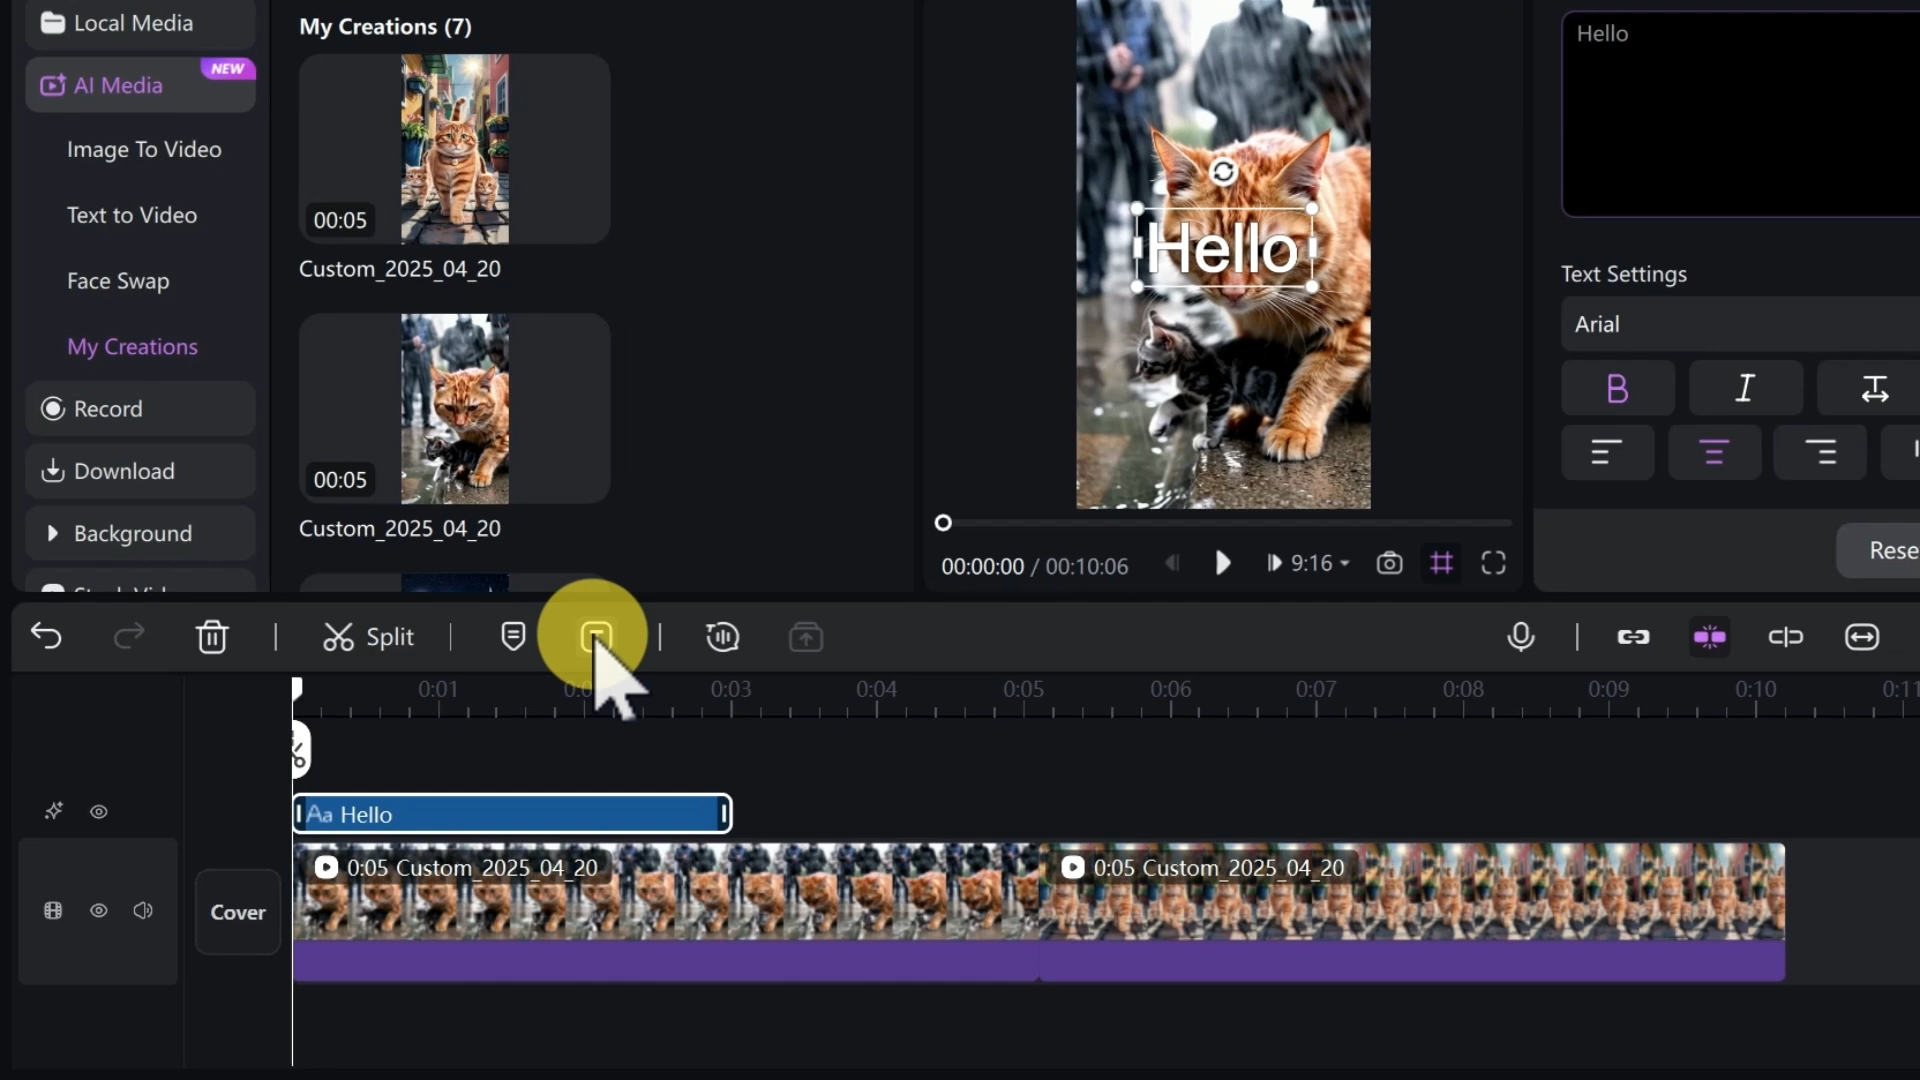 Local Media
AI Media
NEW
Image To Video
Text to Video
Face Swap
My Creations
Record
Download
Background
My Creations (7)
00:05
Custom_2025_04_20
00:05
Custom_2025_04_20
Hello
00:00:00 / 00:10:06
9:16
Hello
Text Settings
Arial
B
I
T
Rese
Split
0:01
0:03
0:04
0:05
0:06
0:07
0:08
0:09
0:10
0:11
Aa Hello
Cover
0:05 Custom_2025_04_20
0:05 Custom_2025_04_20